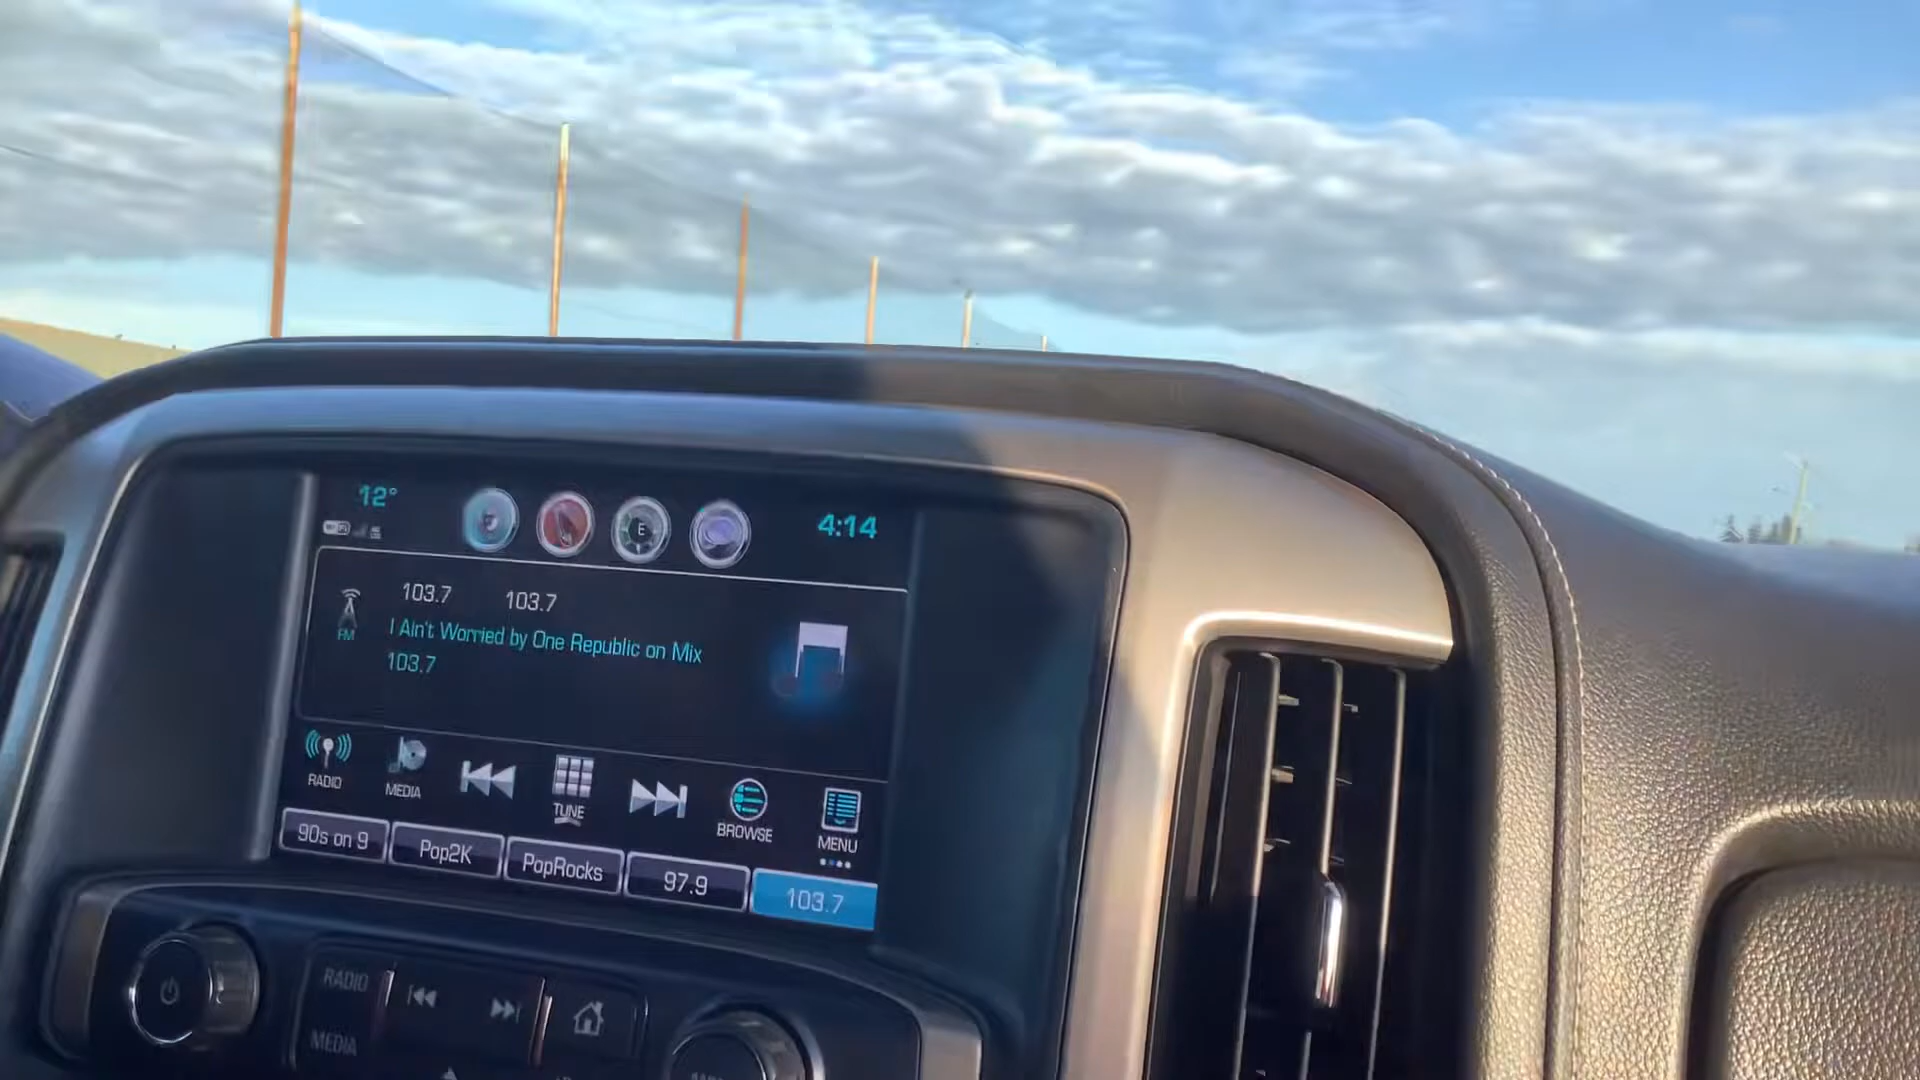 12°
4:14
E
103.7 103.7
FM
I Ain't Worried by One Republic on Mix
103.7
RADIO
MEDIA
TUNE
BROWSE
MENU
90s on 9
Pop2K
PopRocks
97.9
103.7
RADIO
MEDIA